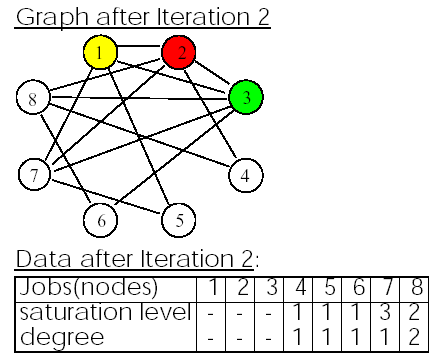 Graph after Iteration 2
1
2
8
3
7
4
6
5
Data after Iteration 2:
Jobs(nodes) 1 2 3 4 5 6 7 8
saturation level - - - 1 1 1 3 2
degree - - - 1 1 1 1 2